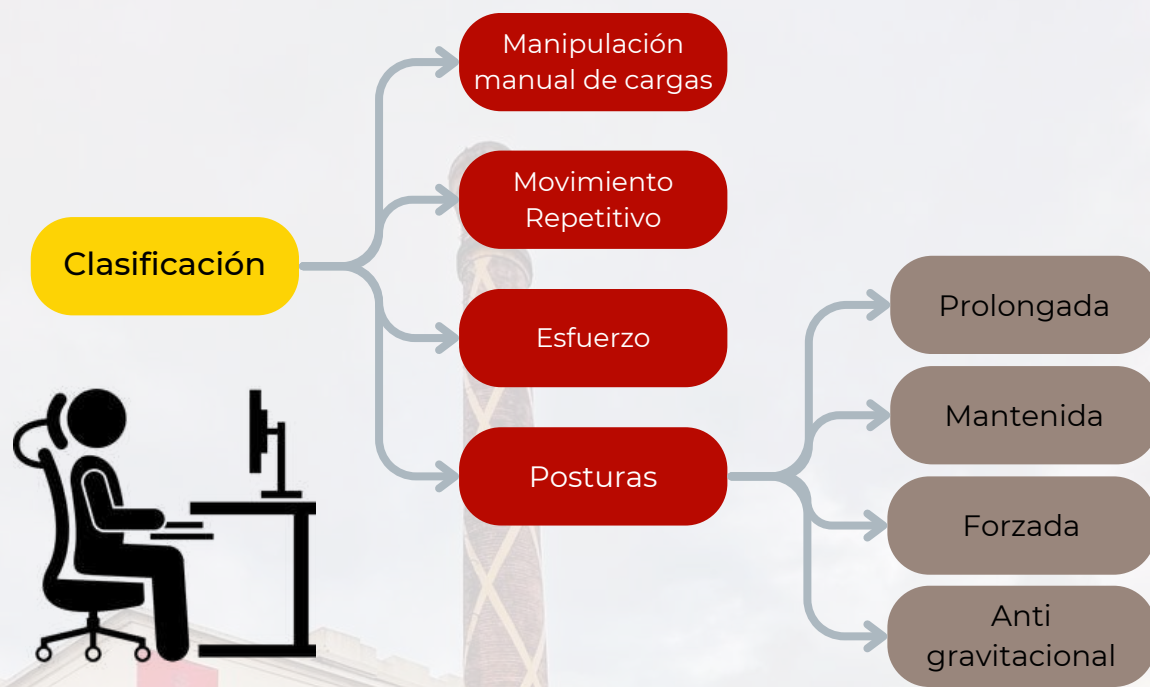 Clasificación
Manipulación
manual de cargas
Movimiento
Repetitivo
Esfuerzo
Posturas
Prolongada
Mantenida
Forzada
Anti
gravitacional